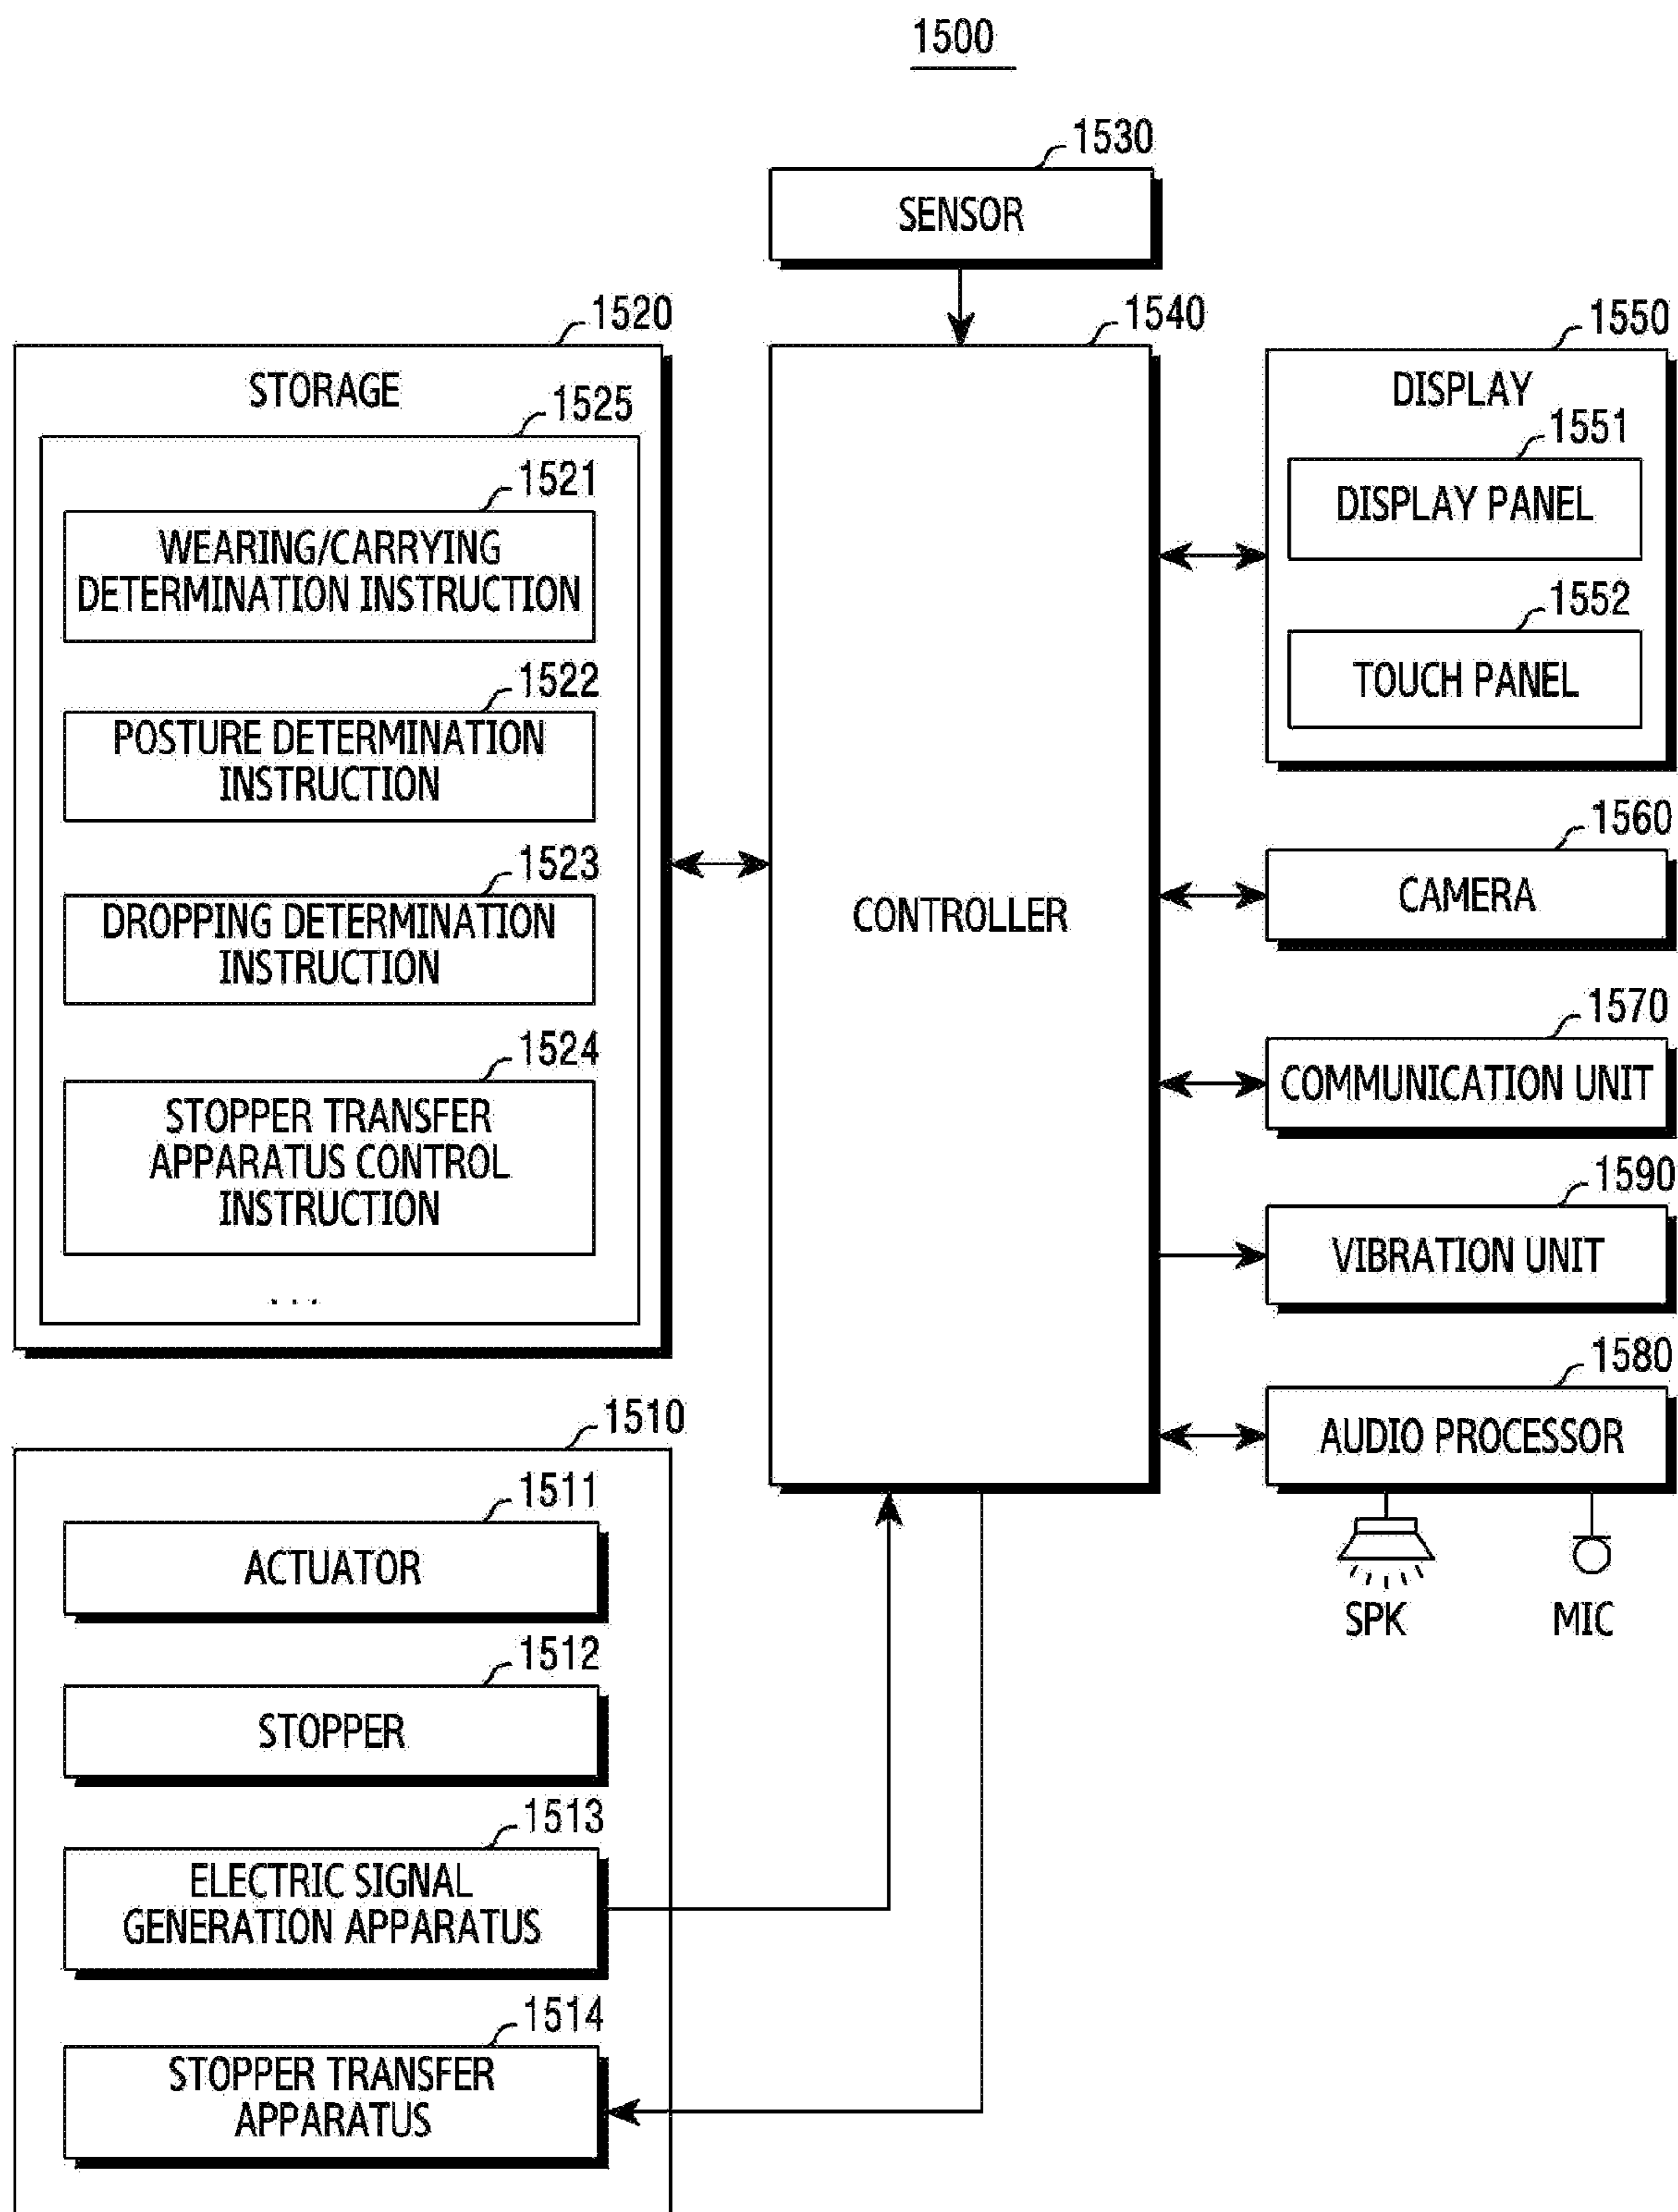 1500
1530
SENSOR
1520
STORAGE
1525
1521
WEARING/CARRYING
DETERMINATION INSTRUCTION
1522
POSTURE DETERMINATION
INSTRUCTION
1523
DROPPING DETERMINATION
INSTRUCTION
1524
STOPPER TRANSFER
APPARATUS CONTROL
INSTRUCTION
...
1510
1511
ACTUATOR
1512
STOPPER
1513
ELECTRIC SIGNAL
GENERATION APPARATUS
1514
STOPPER TRANSFER
APPARATUS
1540
CONTROLLER
1550
DISPLAY
1551
DISPLAY PANEL
1552
TOUCH PANEL
1560
CAMERA
1570
COMMUNICATION UNIT
1590
VIBRATION UNIT
1580
AUDIO PROCESSOR
SPK
MIC